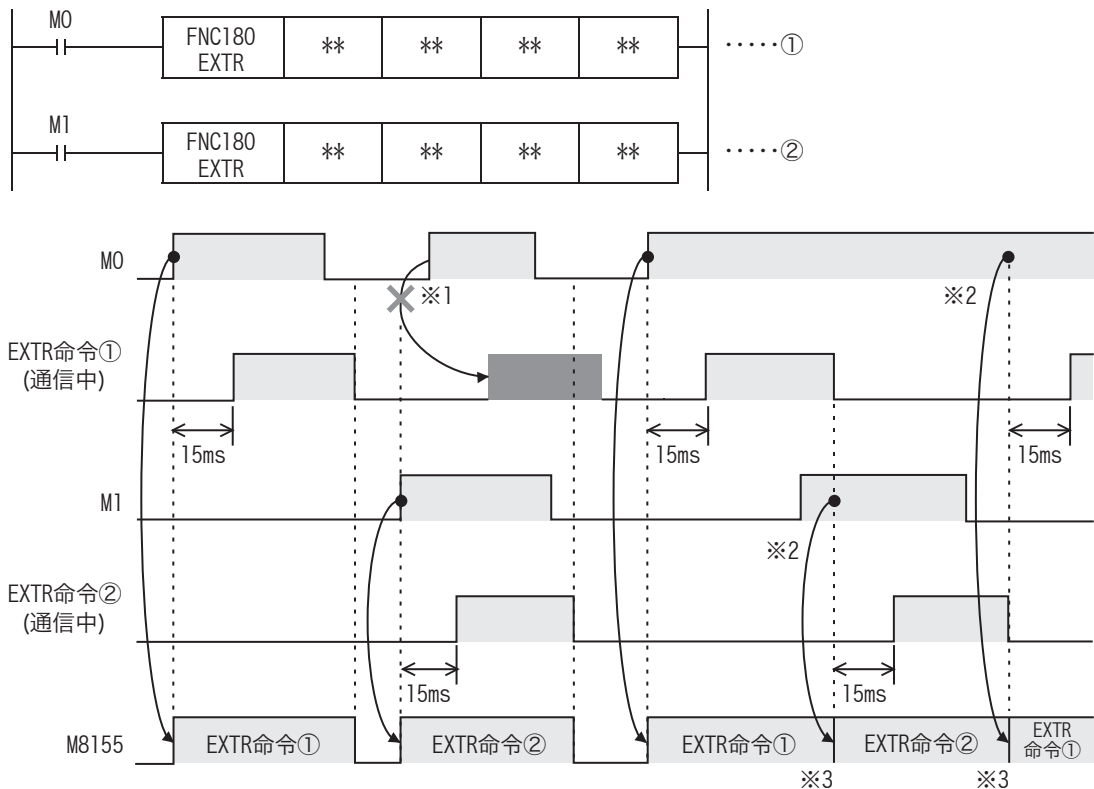 M0
FNC180
EXTR
** ** ** **
·····①
M1
FNC180
EXTR
** ** ** **
·····②
M0
※1
※2
EXTR命令①
(通信中)
15ms
15ms
15ms
M1
※2
EXTR命令②
(通信中)
15ms
15ms
M8155
EXTR命令①
EXTR命令②
EXTR命令①
EXTR命令②
EXTR
命令①
※3
※3